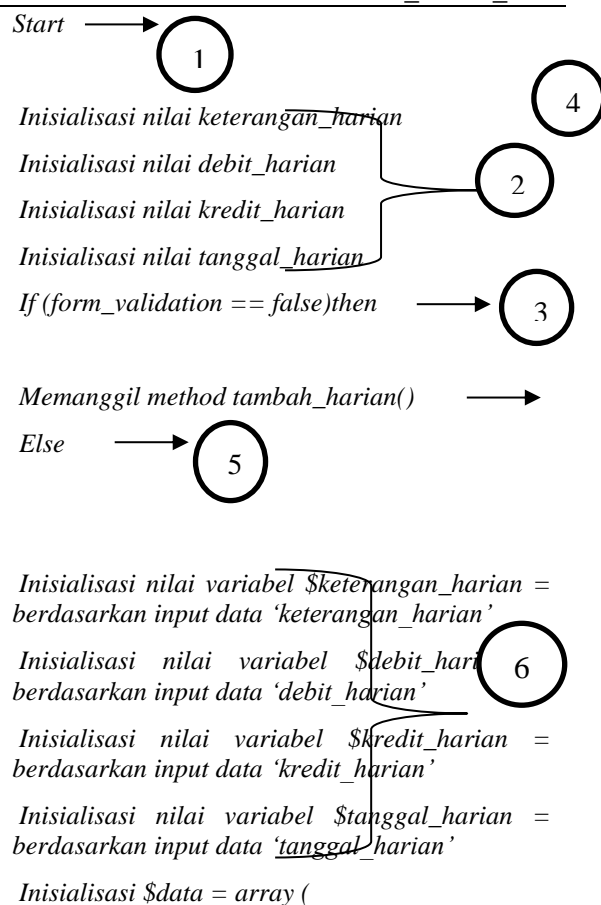 Start
1
4
Inisialisasi nilai keterangan_harian
Inisialisasi nilai debit_harian
2
Inisialisasi nilai kredit_harian
Inisialisasi nilai tanggal_harian
If (form_validation == false)then
3
Memanggil method tambah_harian()
Else
5
Inisialisasi nilai variabel $keterangan_harian =
berdasarkan input data ‘keterangan_harian’
Inisialisasi nilai variabel
6
berdasarkan input data ‘debit_harian’
Inisialisasi nilai variabel $kredit_harian =
berdasarkan input data ‘kredit_harian’
Inisialisasi nilai variabel $tanggal_harian =
berdasarkan input data ‘tanggal_harian’
Inisialisasi $data = array (